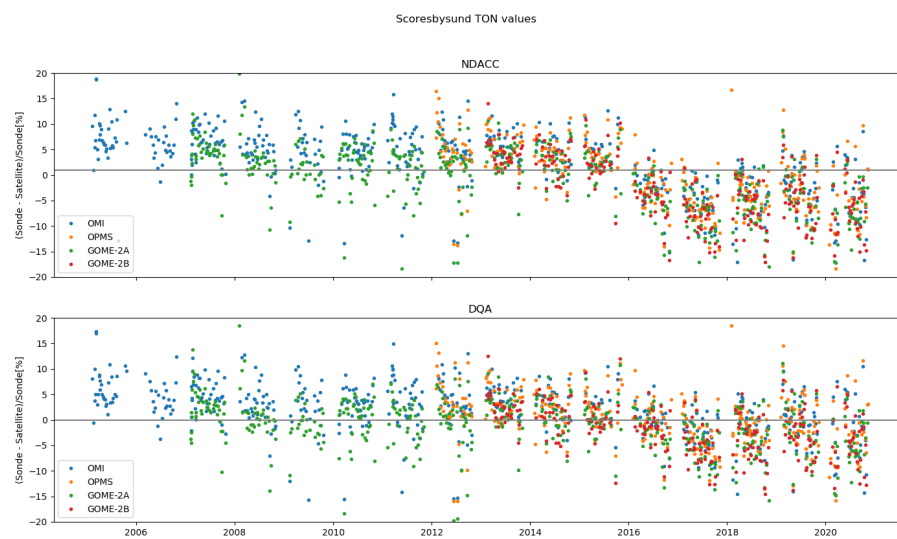 Scoresbysund TON values
NDACC
(Sonde - Satellite)/Sonde[%]
20
15
10
5
0
−5
−10
−15
−20
OMI
OPMS
GOME-2A
GOME-2B
DQA
(Sonde - Satellite)/Sonde[%]
20
15
10
5
0
−5
−10
−15
−20
OMI
OPMS
GOME-2A
GOME-2B
2006 2008 2010 2012 2014 2016 2018 2020